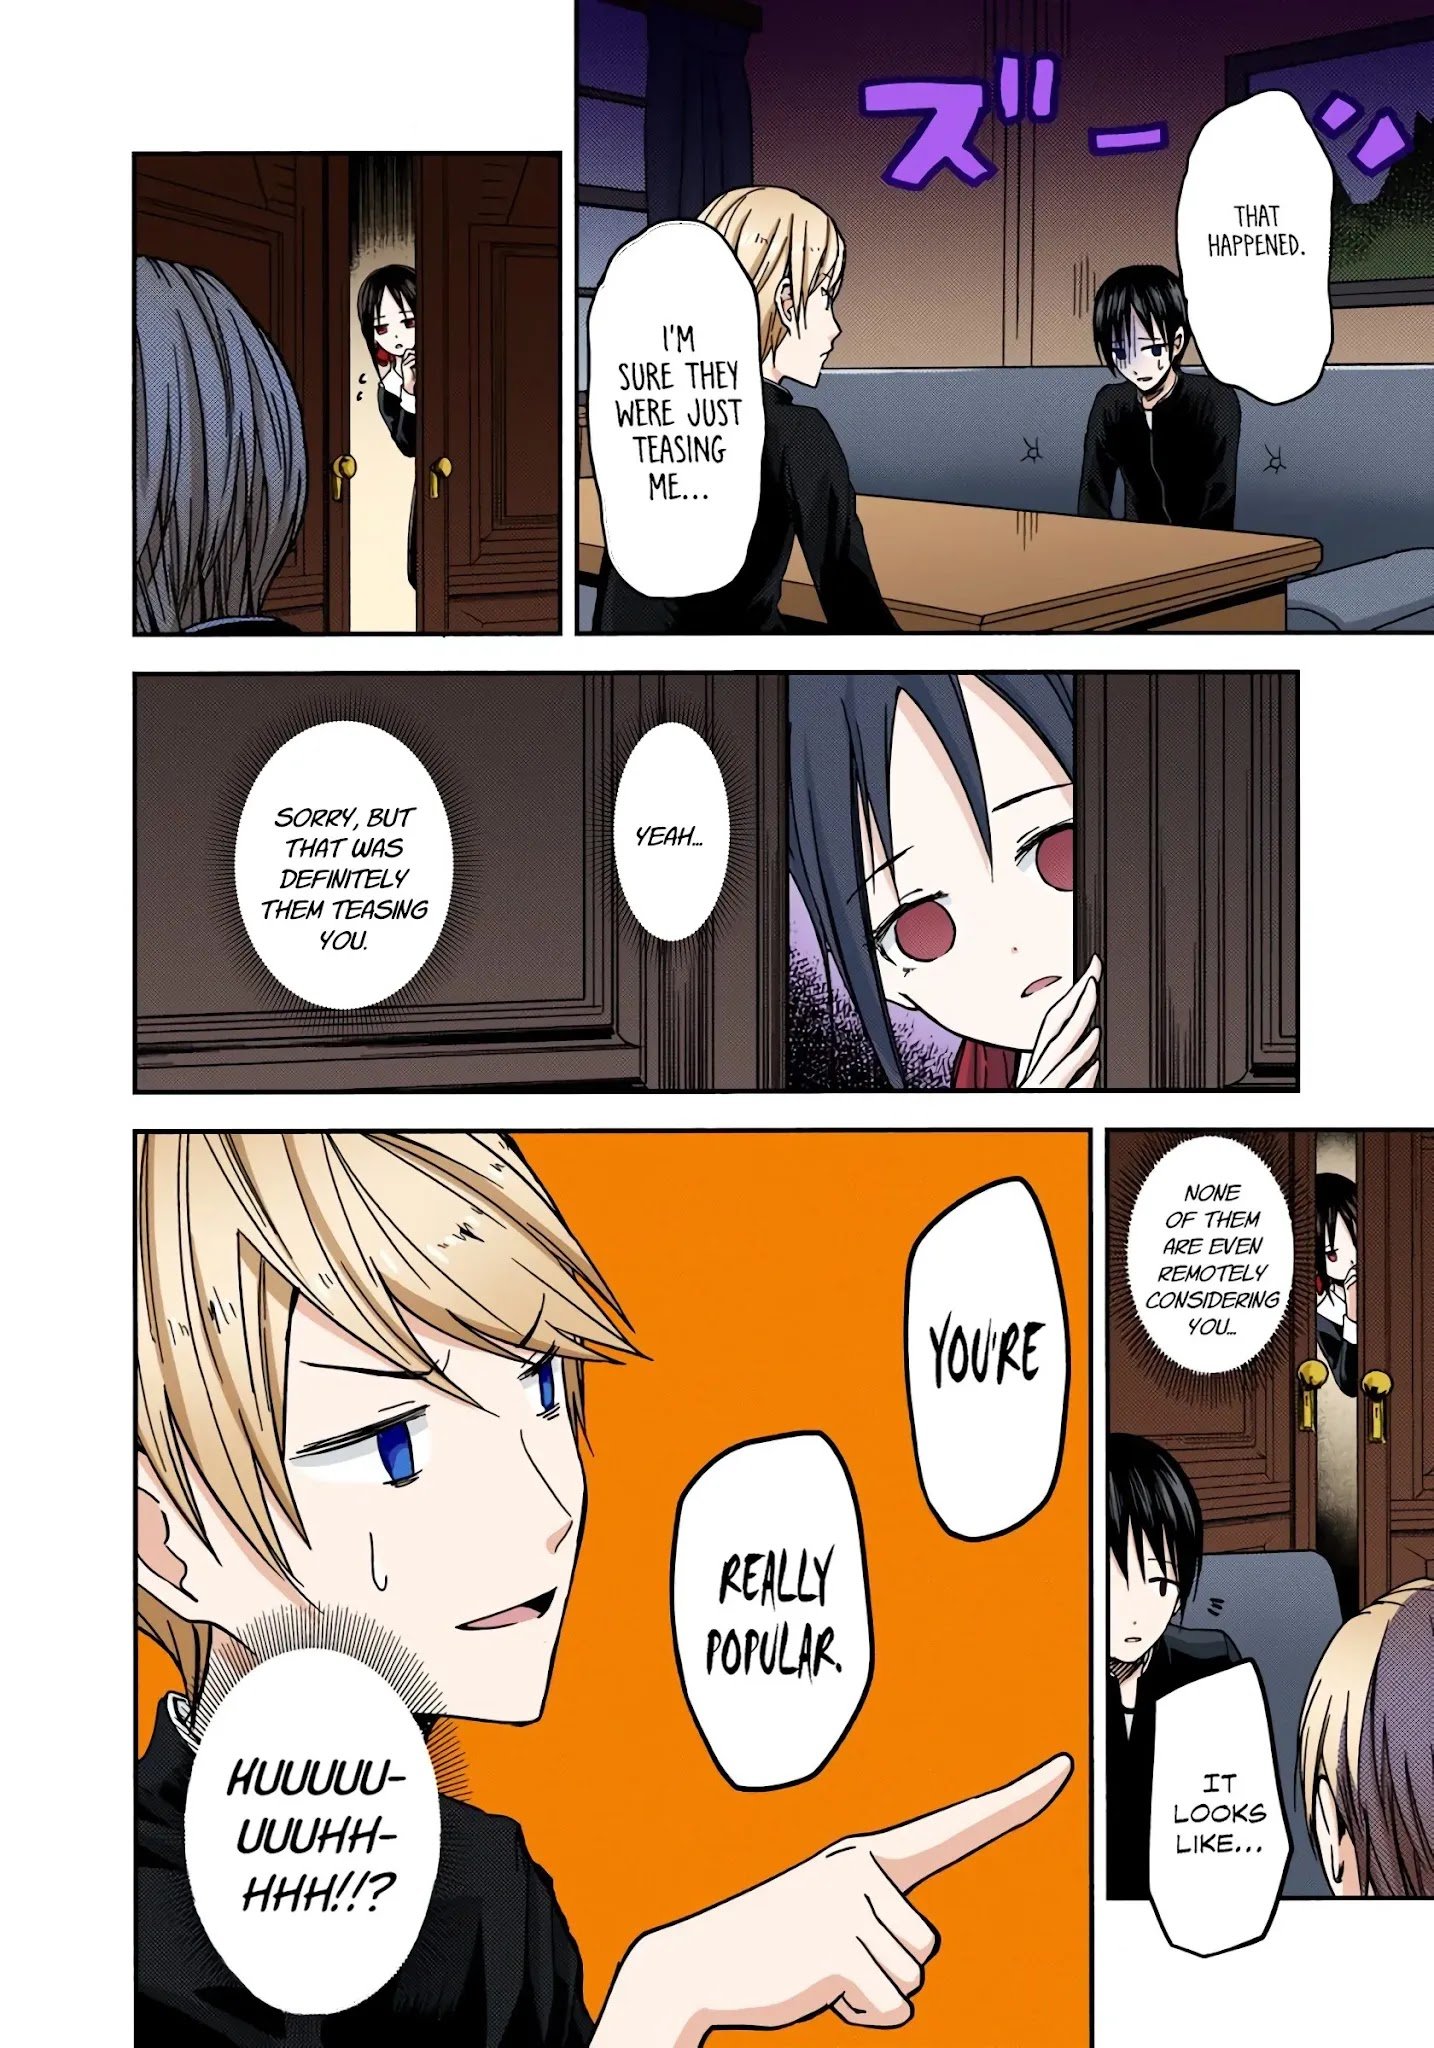 ズーン
THAT
HAPPENED.
I'M
SURE THEY
WERE JUST
TEASING
ME...
YEAH...
SORRY, BUT
THAT WAS
DEFINITELY
THEM TEASING
YOU.
NONE
OF THEM
ARE EVEN
REMOTELY
CONSIDERING
YOU...
IT
LOOKS
LIKE...
YOU'RE
REALLY
POPULAR.
HUUUUU-
UUUHH-
HHH!!?